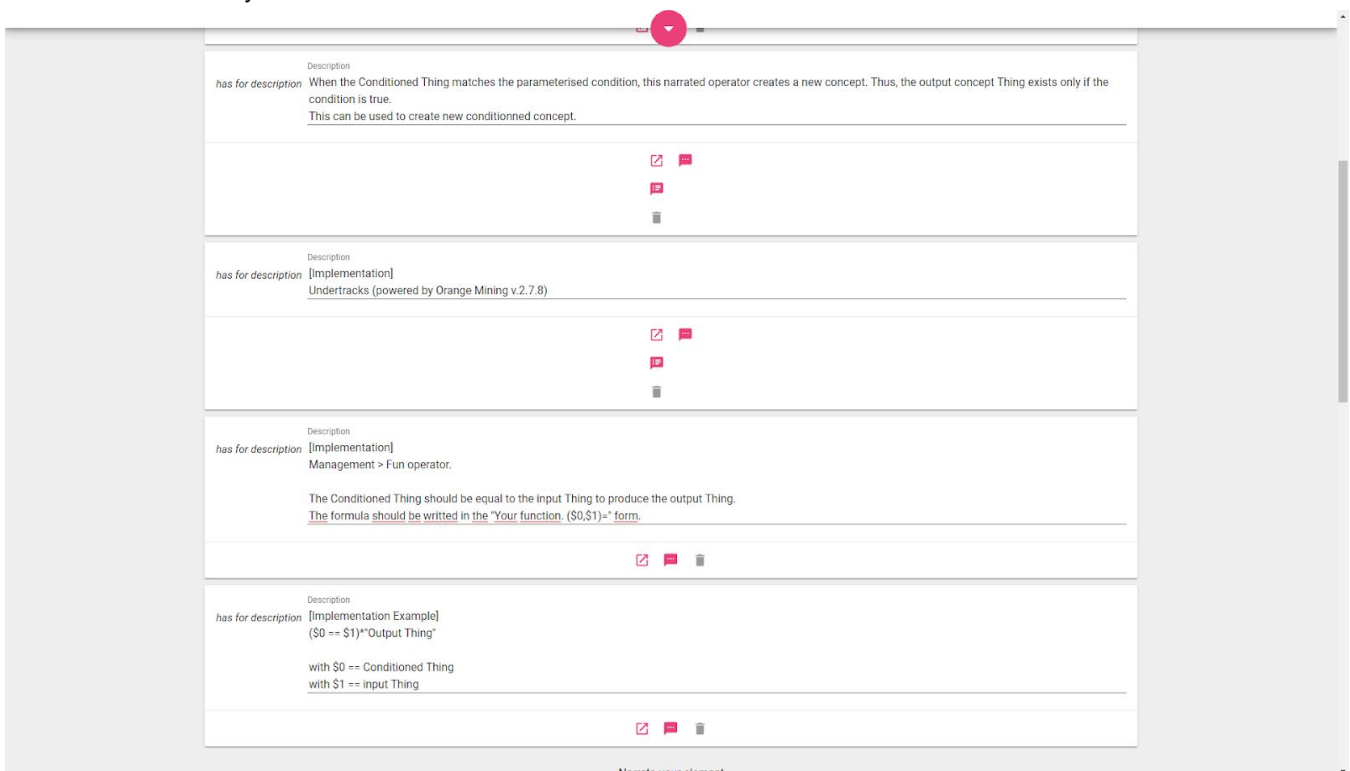 Description
has for description When the Conditioned Thing matches the parameterised condition, this narrated operator creates a new concept. Thus, the output concept Thing exists only if the
condition is true.
This can be used to create new conditionned concept.
Description
has for description [Implementation]
Undertracks (powered by Orange Mining v.2.7.8)
Description
has for description [Implementation]
Management > Fun operator.
The Conditioned Thing should be equal to the input Thing to produce the output Thing.
The formula should be writted in the "Your function. ($0,$1)=" form.
Description
has for description [Implementation Example]
($0 == $1)*"Output Thing"
with $0 == Conditioned Thing
with $1 == input Thing